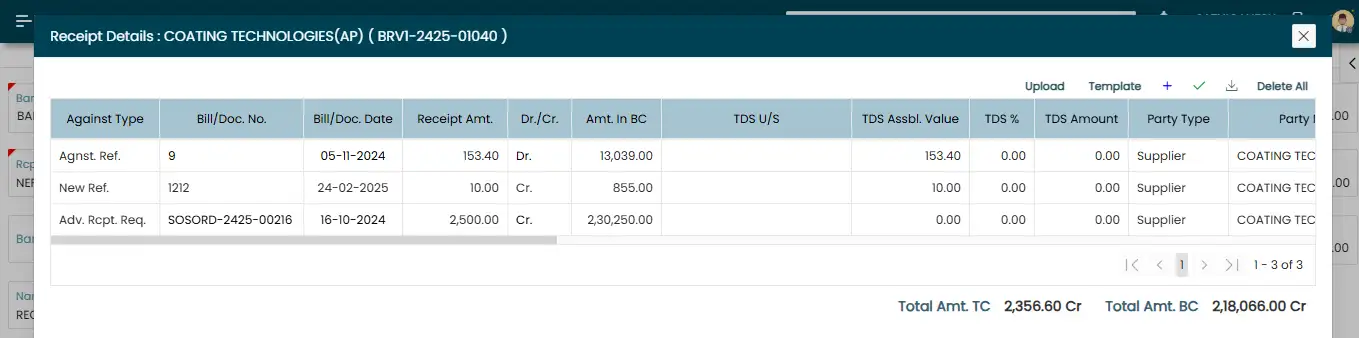 Receipt Details : COATING TECHNOLOGIES(AP) ( BRV1-2425-01040 )
Upload Template + Delete All
Against Type Bill/Doc. No. Bill/Doc. Date Receipt Amt. Dr./Cr. Amt. In BC TDS U/S TDS Assbl. Value TDS % TDS Amount Party Type Party
Agnst. Ref. 9 05-11-2024 153.40 Dr. 13,039.00 153.40 0.00 0.00 Supplier COATING TEC
New Ref. 1212 24-02-2025 10.00 Cr. 855.00 10.00 0.00 0.00 Supplier COATING TEC
Adv. Rcpt. Req. SOSORD-2425-00216 16-10-2024 2,500.00 Cr. 2,30,250.00 0.00 0.00 0.00 Supplier COATING TEC
1 1 - 3 of 3
Total Amt. TC 2,356.60 Cr Total Amt. BC 2,18,066.00 Cr